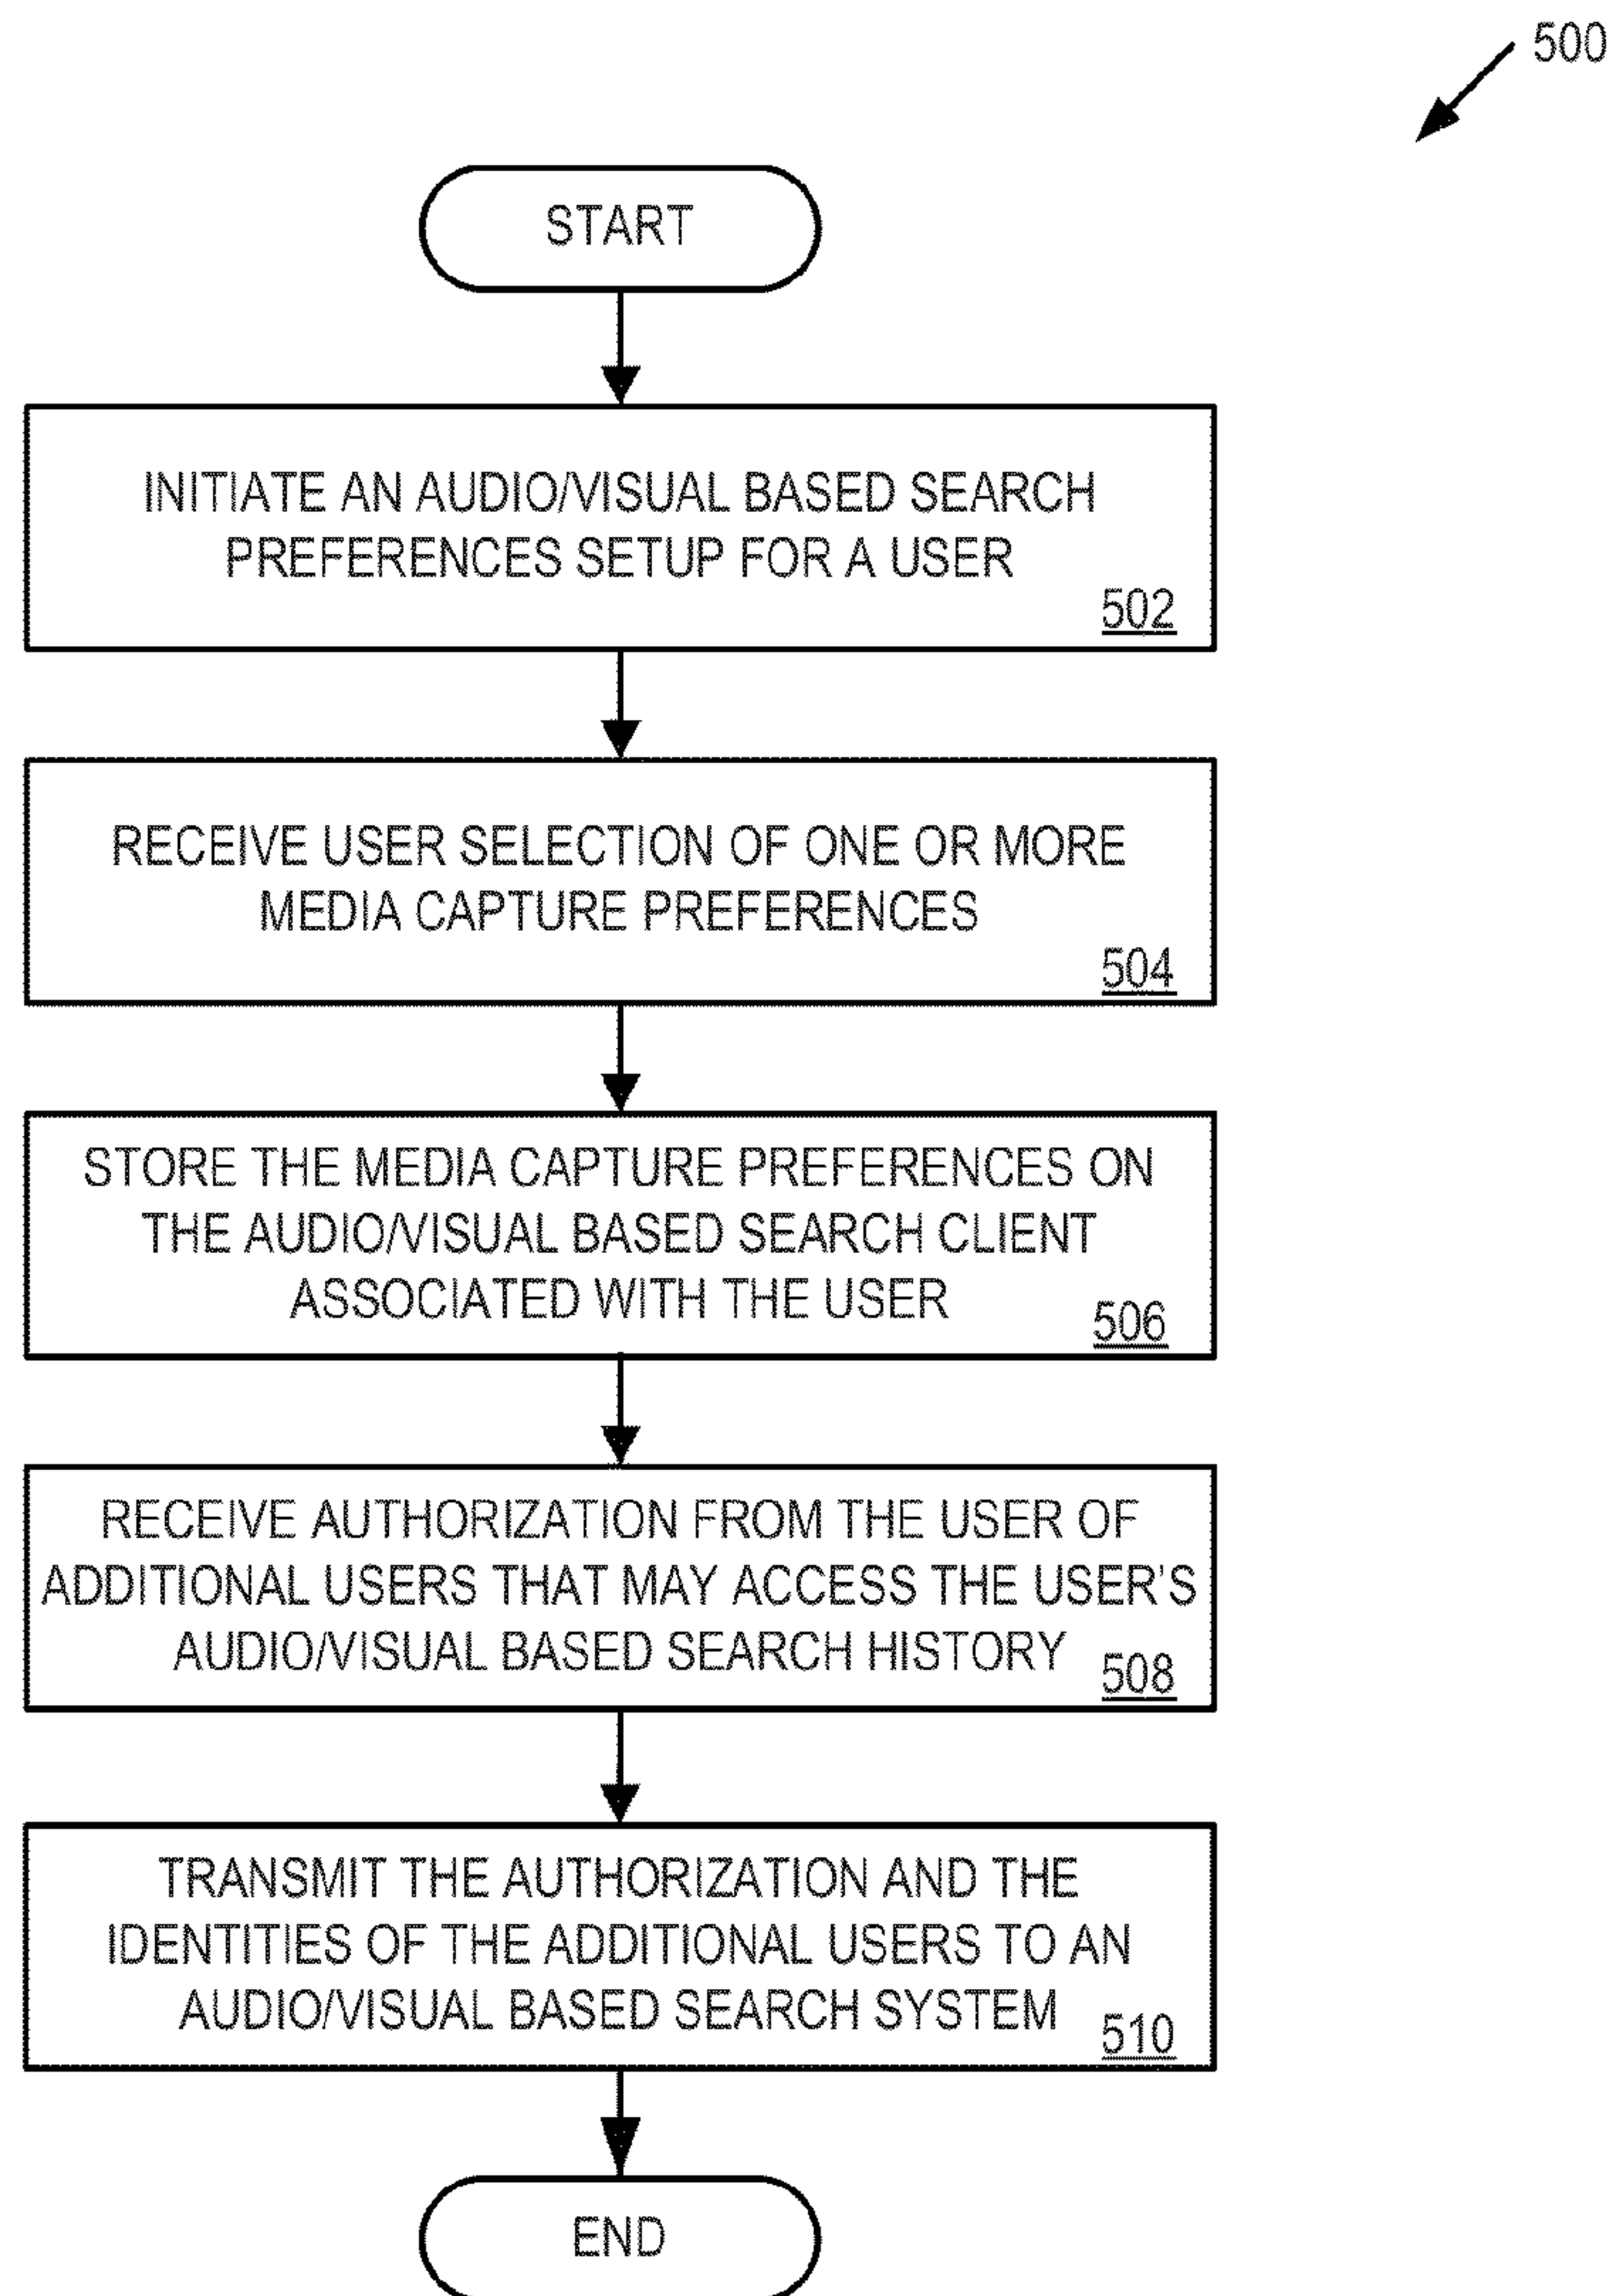 500
START
INITIATE AN AUDIO/VISUAL BASED SEARCH
PREFERENCES SETUP FOR A USER
502
RECEIVE USER SELECTION OF ONE OR MORE
MEDIA CAPTURE PREFERENCES
504
STORE THE MEDIA CAPTURE PREFERENCES ON
THE AUDIO/VISUAL BASED SEARCH CLIENT
ASSOCIATED WITH THE USER
506
RECEIVE AUTHORIZATION FROM THE USER OF
ADDITIONAL USERS THAT MAY ACCESS THE USER'S
AUDIO/VISUAL BASED SEARCH HISTORY
508
TRANSMIT THE AUTHORIZATION AND THE
IDENTITIES OF THE ADDITIONAL USERS TO AN
AUDIO/VISUAL BASED SEARCH SYSTEM
510
END